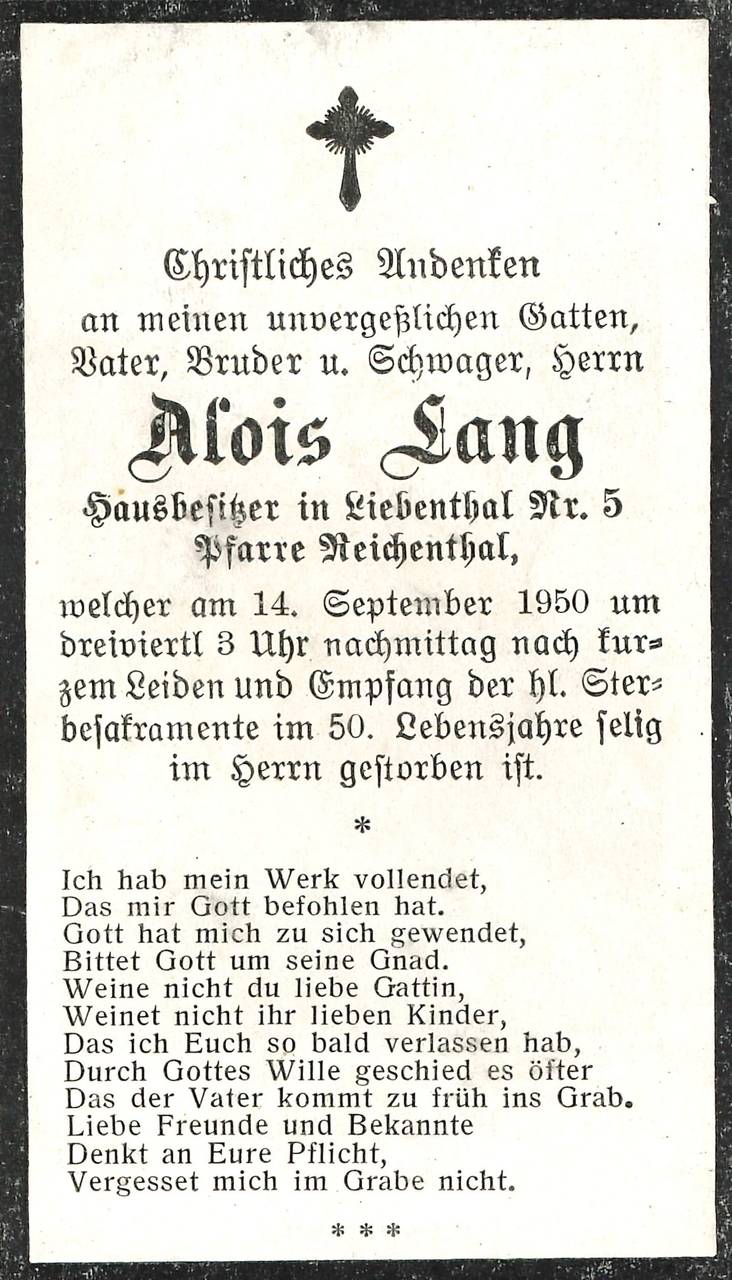 Christliches Andenken
an meinen unvergeßlichen Gatten,
Vater, Bruder u. Schwager, Herrn
Alois Lang
Hausbesitzer in Liebenthal Nr. 5
Pfarre Reichenthal,
welcher am 14. September 1950 um
dreiviertl 3 Uhr nachmittag nach kur-
zem Leiden und Empfang der hl. Ster-
besakramente im 50. Lebensjahre selig
im Herrn gestorben ist.
*
Ich hab mein Werk vollendet,
Das mir Gott befohlen hat.
Gott hat mich zu sich gewendet,
Bittet Gott um seine Gnad.
Weine nicht du liebe Gattin,
Weinet nicht ihr lieben Kinder,
Das ich Euch so bald verlassen hab,
Durch Gottes Wille geschied es öfter
Das der Vater kommt zu früh ins Grab.
Liebe Freunde und Bekannte
Denkt an Eure Pflicht,
Vergesset mich im Grabe nicht.
* * *